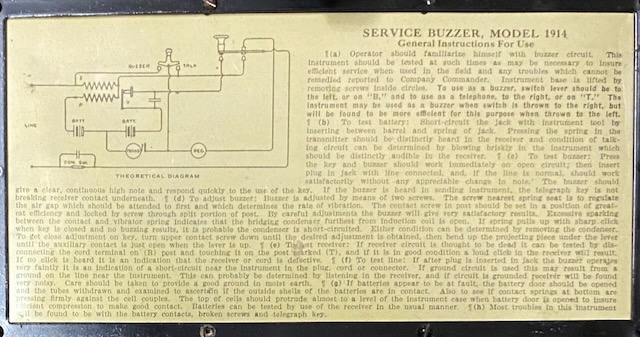 SERVICE BUZZER, MODEL 1914
General Instructions For Use
¶ (a) Operator should familiarize himself with buzzer circuit. This
instrument should be tested at such times as may be necessary to insure
efficient service when used in the field and any troubles which cannot be
remedied reported to Company Commander. Instrument base is lifted by
removing screws inside circles. To use as a buzzer, switch lever should be to
the left, or on "B," and to use as a telephone, to the right, or on "T." The
instrument may be used as a buzzer when switch is thrown to the right, but
will be found to be more efficient for this purpose when thrown to the left.
¶ (b) To test battery: Short-circuit the jack with instrument tool by
inserting between barrel and spring of jack. Pressing the spring in the
transmitter should be distinctly heard in the receiver and condition of talk-
ing circuit can be determined by blowing briskly in the instrument which
should be distinctly audible in the receiver. ¶ (c) To test buzzer: Press
the key and buzzer should work immediately on open circuit; then insert
plug in jack with line connected, and, if the line is normal, should work
satisfactorily without any appreciable change in note. The buzzer should
BUZZER
TALK
S
P
LINE
BATT.
BATT.
REC.
THEORETICAL DIAGRAM
give a clear, continuous high note and respond quickly to the use of the key. If the buzzer is heard in sending instrument, the telegraph key is not
breaking receiver contact underneath. ¶ (d) To adjust buzzer: Buzzer is adjusted by means of two screws. The screw nearest spring seat is to regulate
the air gap which should be attended to first and which determines the rate of vibration. The contact screw in post should be set in a position of great-
est efficiency and locked by screw through split portion of post. By careful adjustments the buzzer will give very satisfactory results. Excessive sparking
between the contact and vibrator spring indicates that the bridging condenser furthest from induction coil is open. If spring pulls up with sharp click
when key is closed and no buzzing results, it is probable the condenser is short-circuited. Either condition can be determined by removing the condenser.
To get close adjustment on key, turn upper contact screw down until the desired adjustment is obtained, then bend up the projecting piece under the lever
until the auxiliary contact is just open when the lever is up. ¶ (e) To test receiver: If receiver circuit is thought to be dead it can be tested by dis-
connecting the cord terminal on (R) post and touching it on the post marked (T), and if it is in good condition a loud click in the receiver will result.
If no click is heard it is an indication that the receiver or cord is defective. ¶ (f) To test line: If after plug is inserted in jack the buzzer operates
very faintly it is an indication of a short-circuit near the instrument in the plug, cord or connector. If ground circuit is used this may result from a
ground on the line near the instrument. This can probably be determined by listening in the receiver, and if circuit is grounded receiver will be found
very noisy. Care should be taken to provide a good ground in moist earth. ¶ (g) If batteries appear to be at fault, the battery door should be opened
and the tubes withdrawn and examined to ascertain if the outside shells of the batteries are in contact. Also to see if contact springs at bottom are
pressing firmly against the cell couples. The top of cells should protrude almost to a level of the instrument case when battery door is opened to insure
sufficient compression to make good contact. Batteries can be tested by use of the receiver in the usual manner. ¶ (h) Most troubles in this instrument
will be found to be with the battery contacts, broken screws and telegraph key.